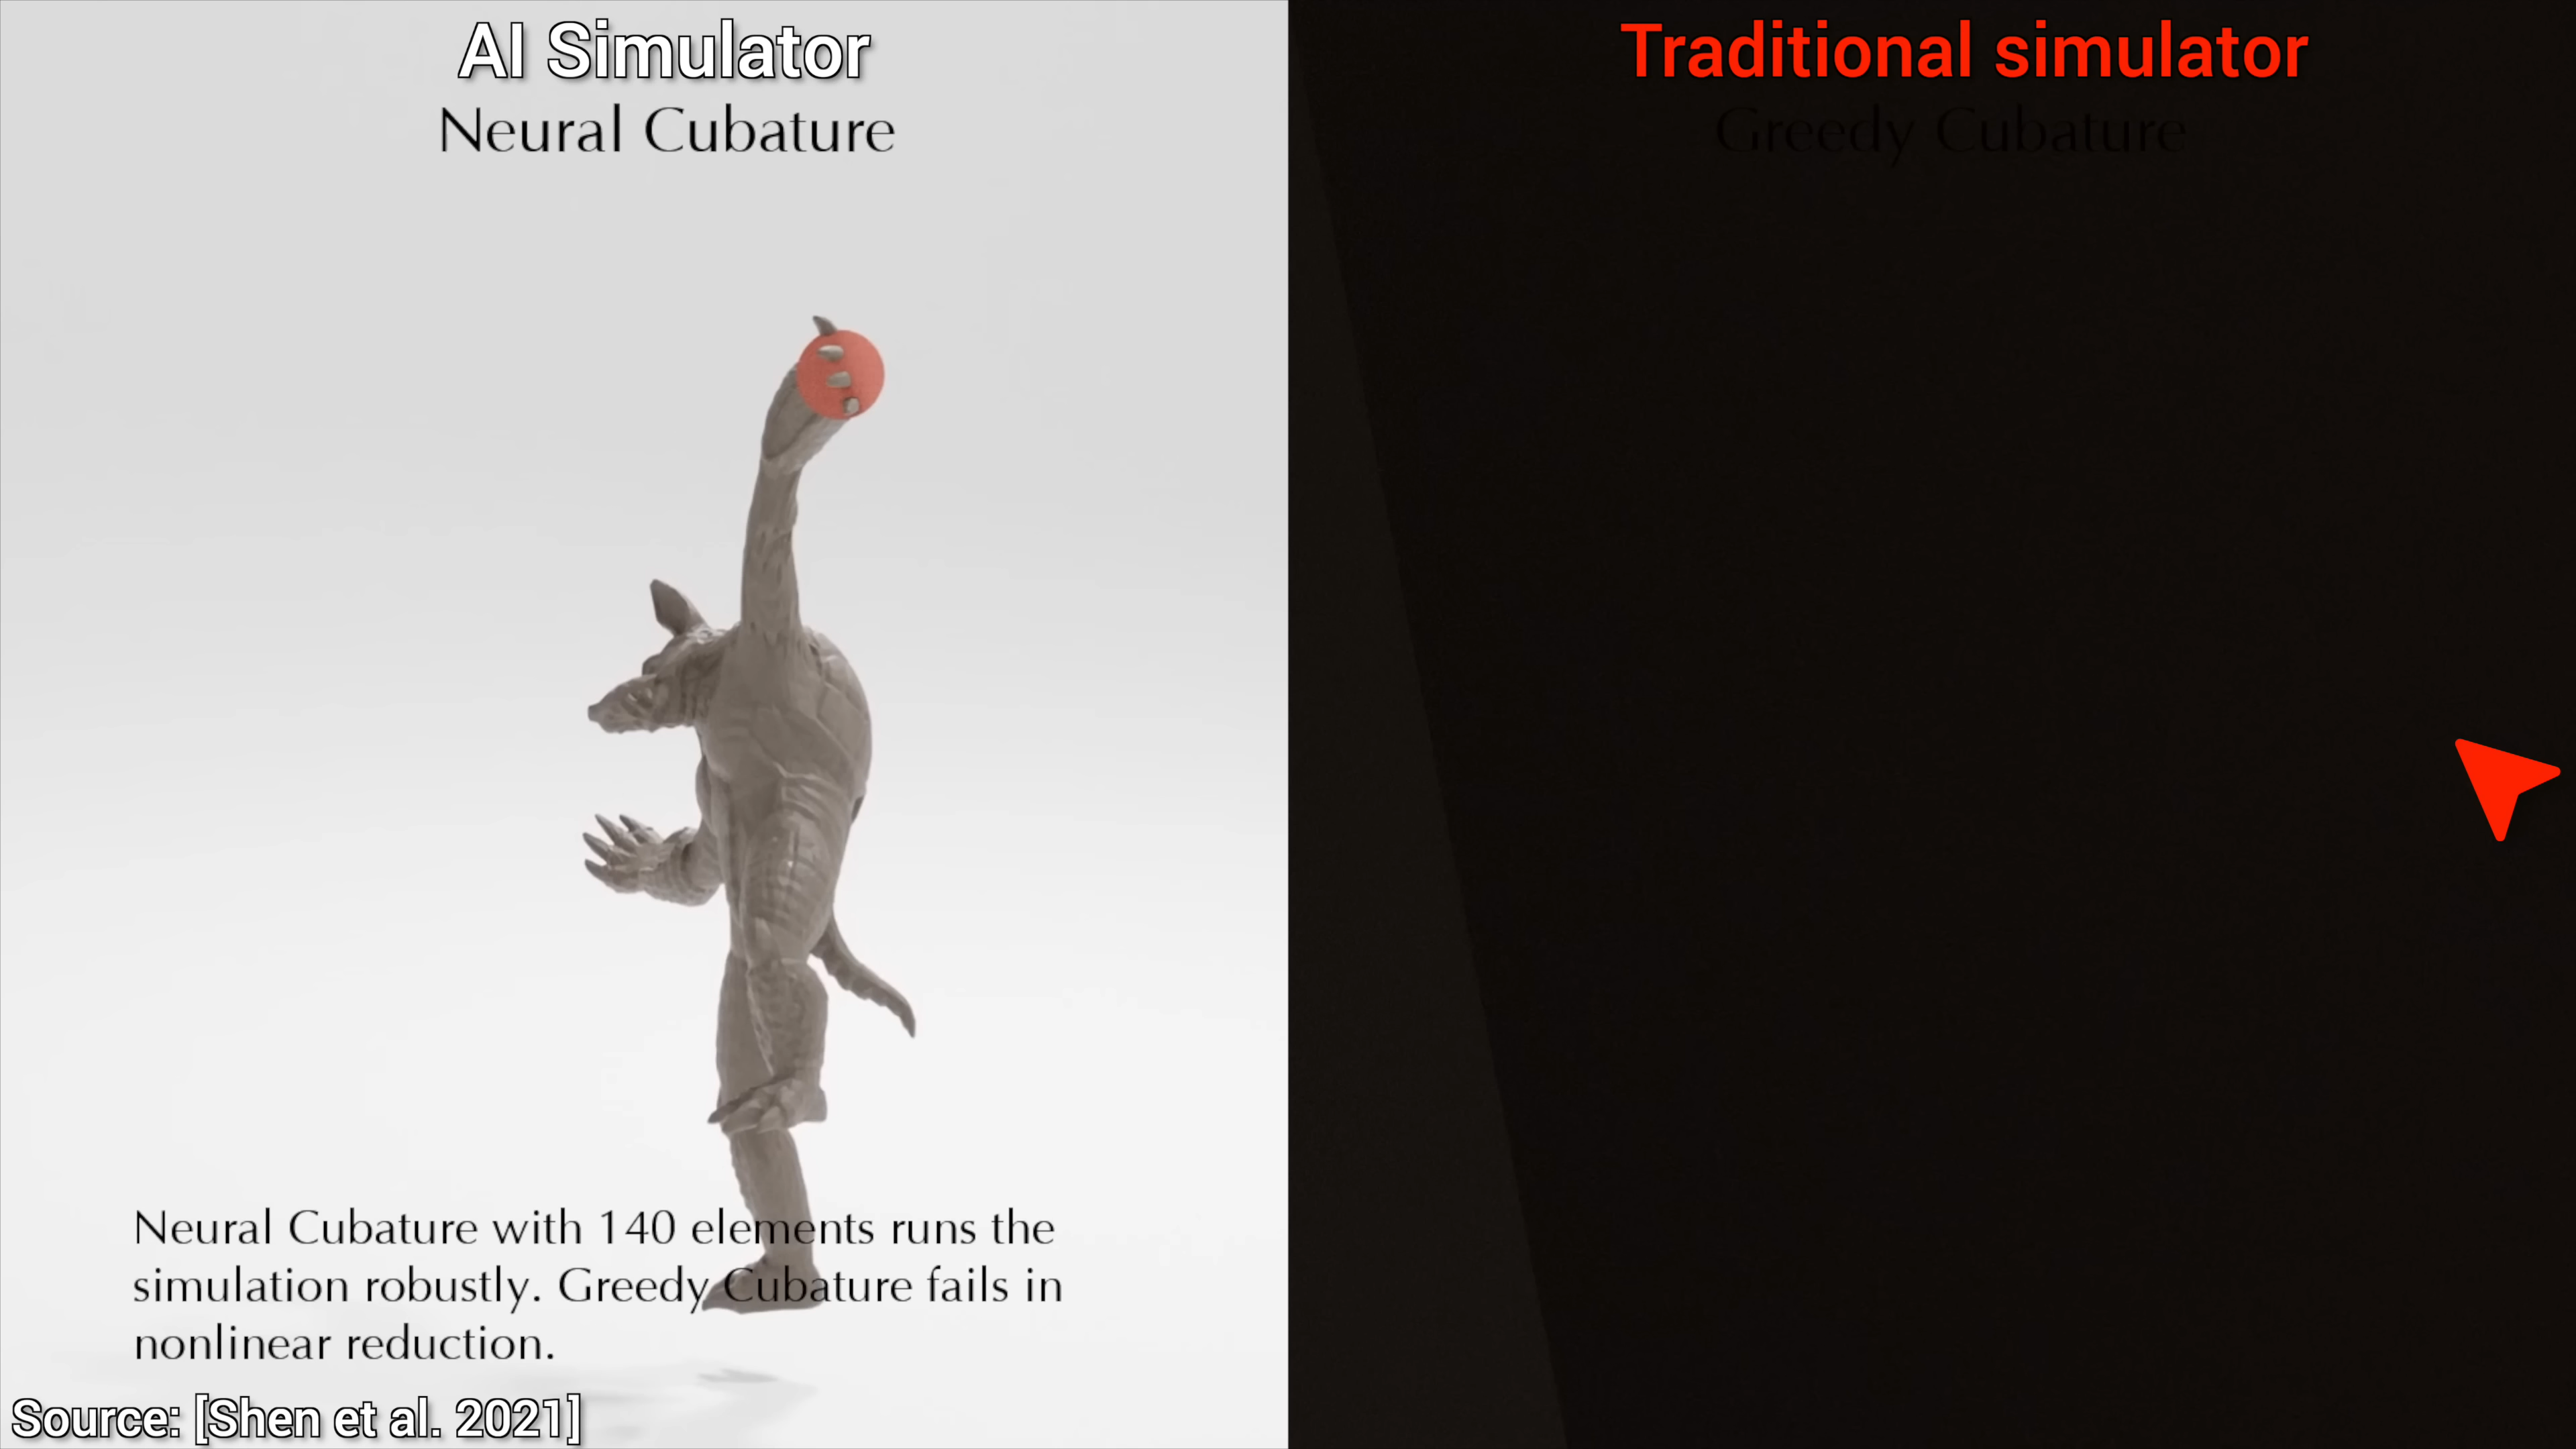 AI Simulator
Neural Cubature
Traditional simulator
Greedy Cubature
Neural Cubature with 140 elements runs the
simulation robustly. Greedy Cubature fails in
nonlinear reduction.
Source: [Shen et al. 2021]